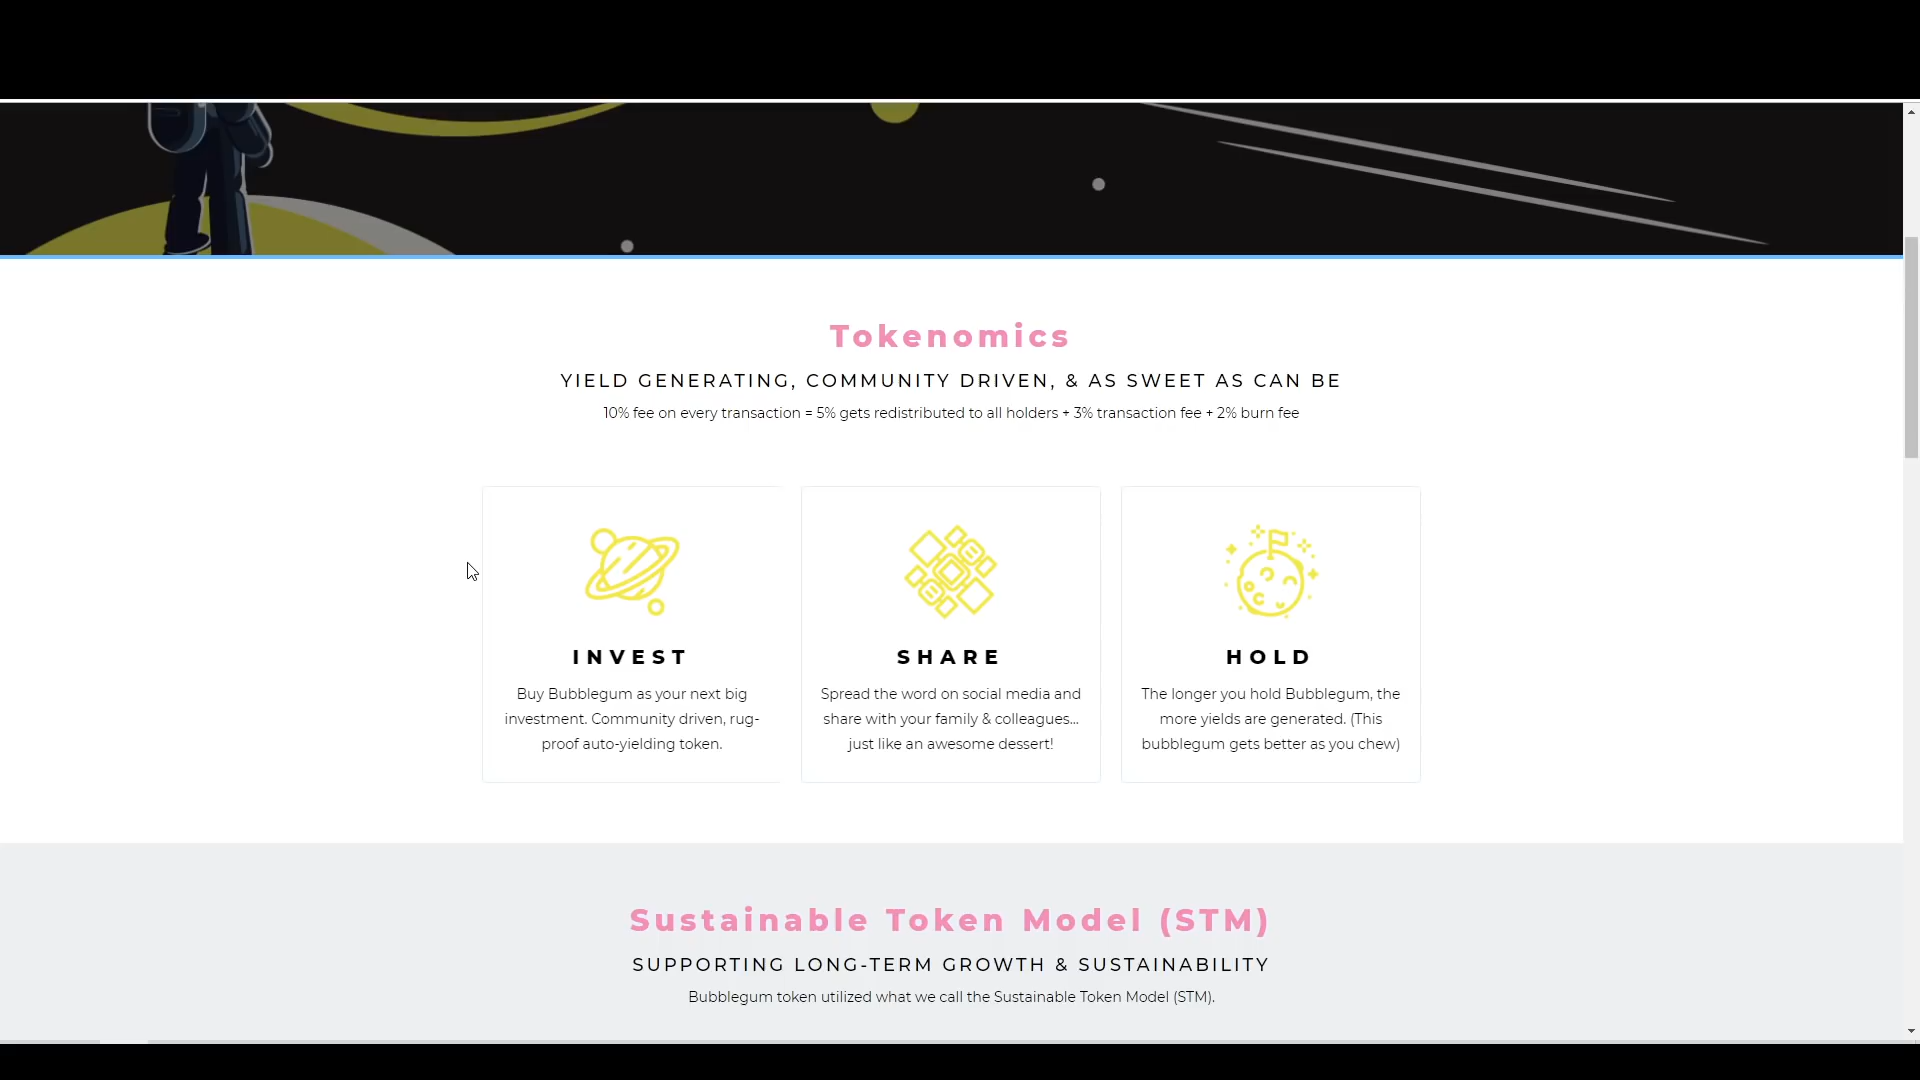 Tokenomics
YIELD GENERATING, COMMUNITY DRIVEN, & AS SWEET AS CAN BE
10% fee on every transaction = 5% gets redistributed to all holders + 3% transaction fee + 2% burn fee
INVEST
Buy Bubblegum as your next big
investment. Community driven, rug-
proof auto-yielding token.
SHARE
Spread the word on social media and
share with your family & colleagues...
just like an awesome dessert!
HOLD
The longer you hold Bubblegum, the
more yields are generated. (This
bubblegum gets better as you chew)
Sustainable Token Model (STM)
SUPPORTING LONG-TERM GROWTH & SUSTAINABILITY
Bubblegum token utilized what we call the Sustainable Token Model (STM).